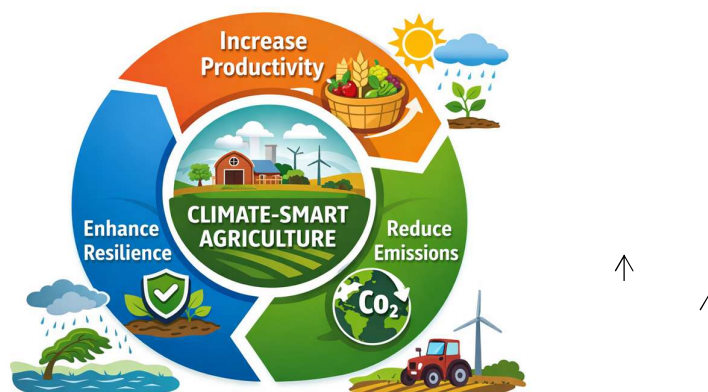 Increase
Productivity
CLIMATE-SMART
AGRICULTURE
Enhance
Resilience
Reduce
Emissions
CO₂